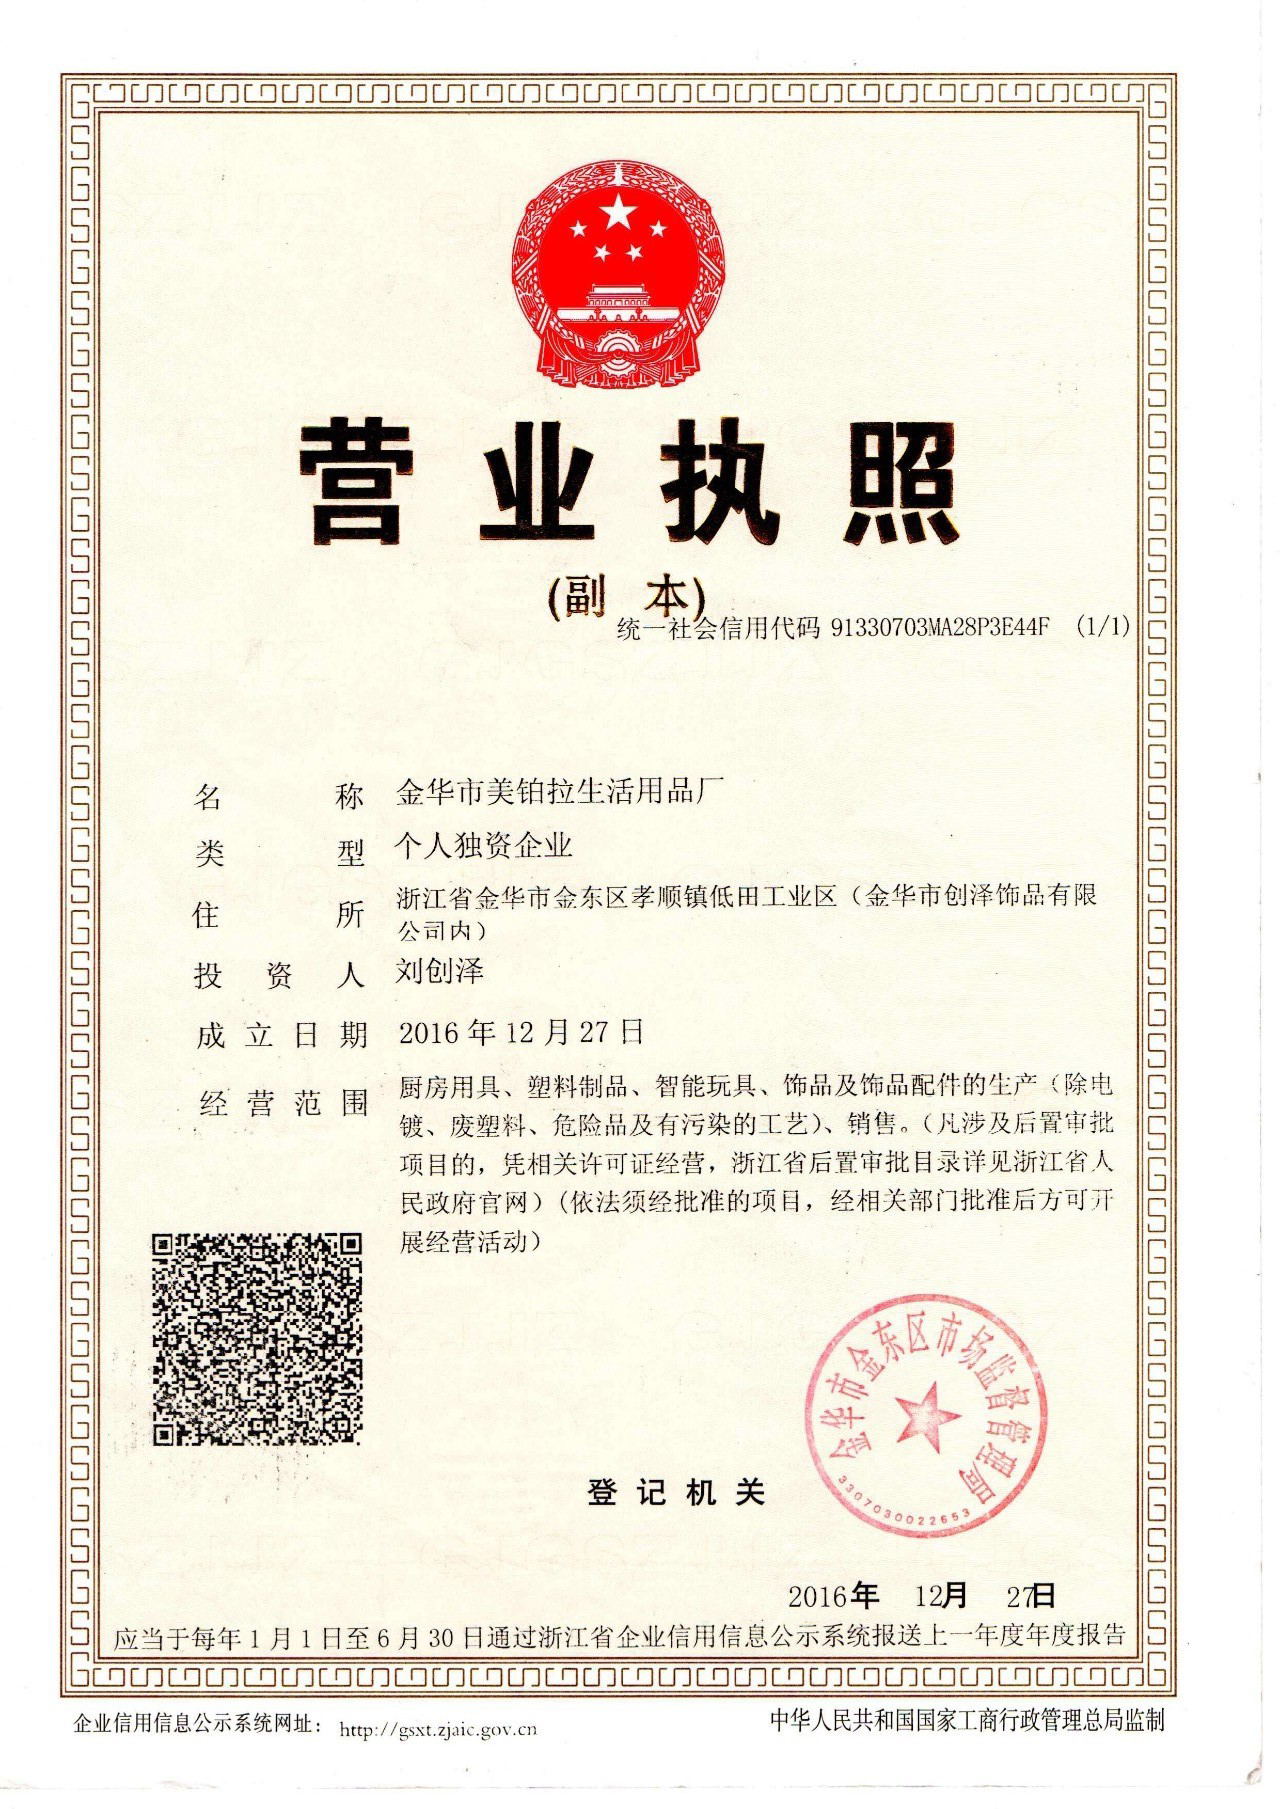 营业执照
(副 本)
统一社会信用代码 91330703MA28P3E44F (1/1)
名 称 金华市美铂拉生活用品厂
类 型 个人独资企业
住 所 浙江省金华市金东区孝顺镇低田工业区（金华市创泽饰品有限
公司内）
投 资 人 刘创泽
成 立 日 期 2016 年 12 月 27 日
经 营 范 围 厨房用具、塑料制品、智能玩具、饰品及饰品配件的生产（除电
镀、废塑料、危险品及有污染的工艺）、销售。（凡涉及后置审批
项目的，凭相关许可证经营，浙江省后置审批目录详见浙江省人
民政府官网）(依法须经批准的项目，经相关部门批准后方可开
展经营活动）
金华市金东区市场监督管理局
3307030022653
登 记 机 关
2016年 12月 27日
应当于每年1月1日至6月30日通过浙江省企业信用信息公示系统报送上一年度年度报告
企业信用信息公示系统网址： http://gsxt.zjaic.gov.cn
中华人民共和国国家工商行政管理总局监制